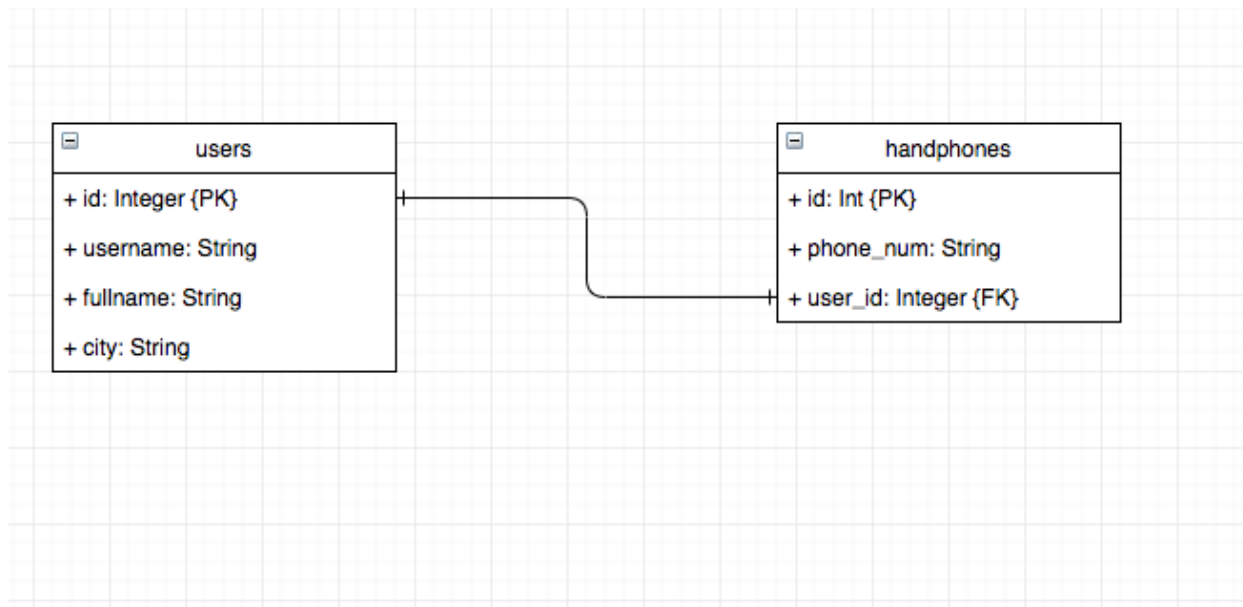 users
+ id: Integer {PK}
+ username: String
+ fullname: String
+ city: String
handphones
+ id: Int {PK}
+ phone_num: String
+ user_id: Integer {FK}